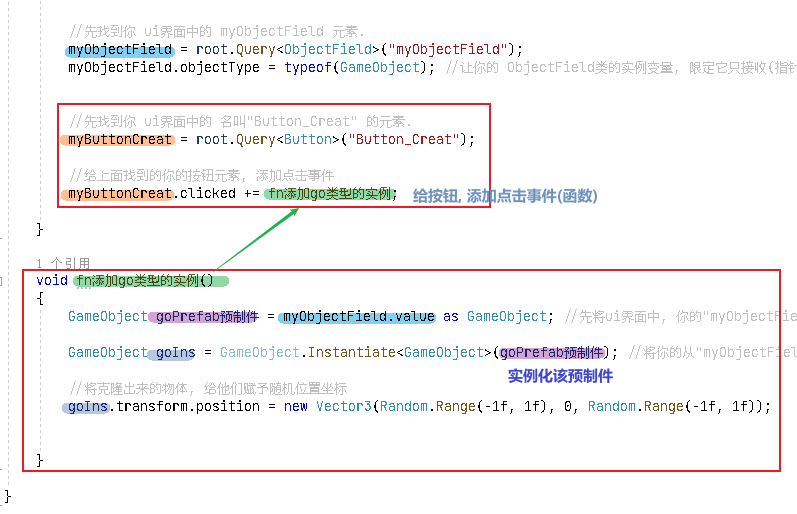 //先找到你 ui界面中的 myObjectField 元素.
myObjectField = root.Query<ObjectField>("myObjectField");
myObjectField.objectType = typeof(GameObject); //让你的 ObjectField类的实例变量, 限定它只接收(指针
//先找到你 ui界面中的 名叫"Button_Creat" 的元素.
myButtonCreat = root.Query<Button>("Button_Creat");
//给上面找到的你的按钮元素, 添加点击事件
myButtonCreat.clicked += fn添加go类型的实例; 给按钮, 添加点击事件(函数)
}
1 个引用
void fn添加go类型的实例()
{
GameObject goPrefab预制件 = myObjectField.value as GameObject; //先将ui界面中, 你的"myObjectFie
GameObject goIns = GameObject.Instantiate<GameObject>(goPrefab预制件); //将你的从"myObjectFiel
实例化该预制件
//将克隆出来的物体, 给他们赋予随机位置坐标
goIns.transform.position = new Vector3(Random.Range(-1f, 1f), 0, Random.Range(-1f, 1f));
}
}